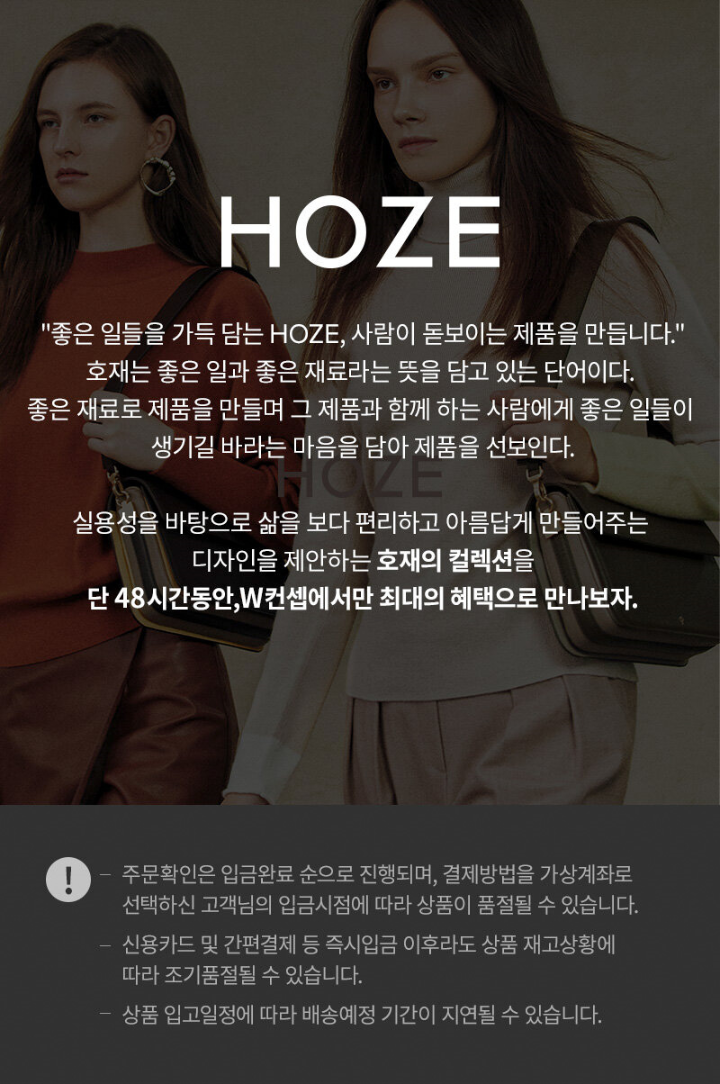 HOZE
"좋은 일들을 가득 담는 HOZE, 사람이 돋보이는 제품을 만듭니다."
호재는 좋은 일과 좋은 재료라는 뜻을 담고 있는 단어이다.
좋은 재료로 제품을 만들며 그 제품과 함께 하는 사람에게 좋은 일들이
생기길 바라는 마음을 담아 제품을 선보인다.
HOZE
실용성을 바탕으로 삶을 보다 편리하고 아름답게 만들어주는
디자인을 제안하는 호재의 컬렉션을
단 48시간동안,W컨셉에서만 최대의 혜택으로 만나보자.
! – 주문확인은 입금완료 순으로 진행되며, 결제방법을 가상계좌로
선택하신 고객님의 입금시점에 따라 상품이 품절될 수 있습니다.
– 신용카드 및 간편결제 등 즉시입금 이후라도 상품 재고상황에
따라 조기품절될 수 있습니다.
– 상품 입고일정에 따라 배송예정 기간이 지연될 수 있습니다.